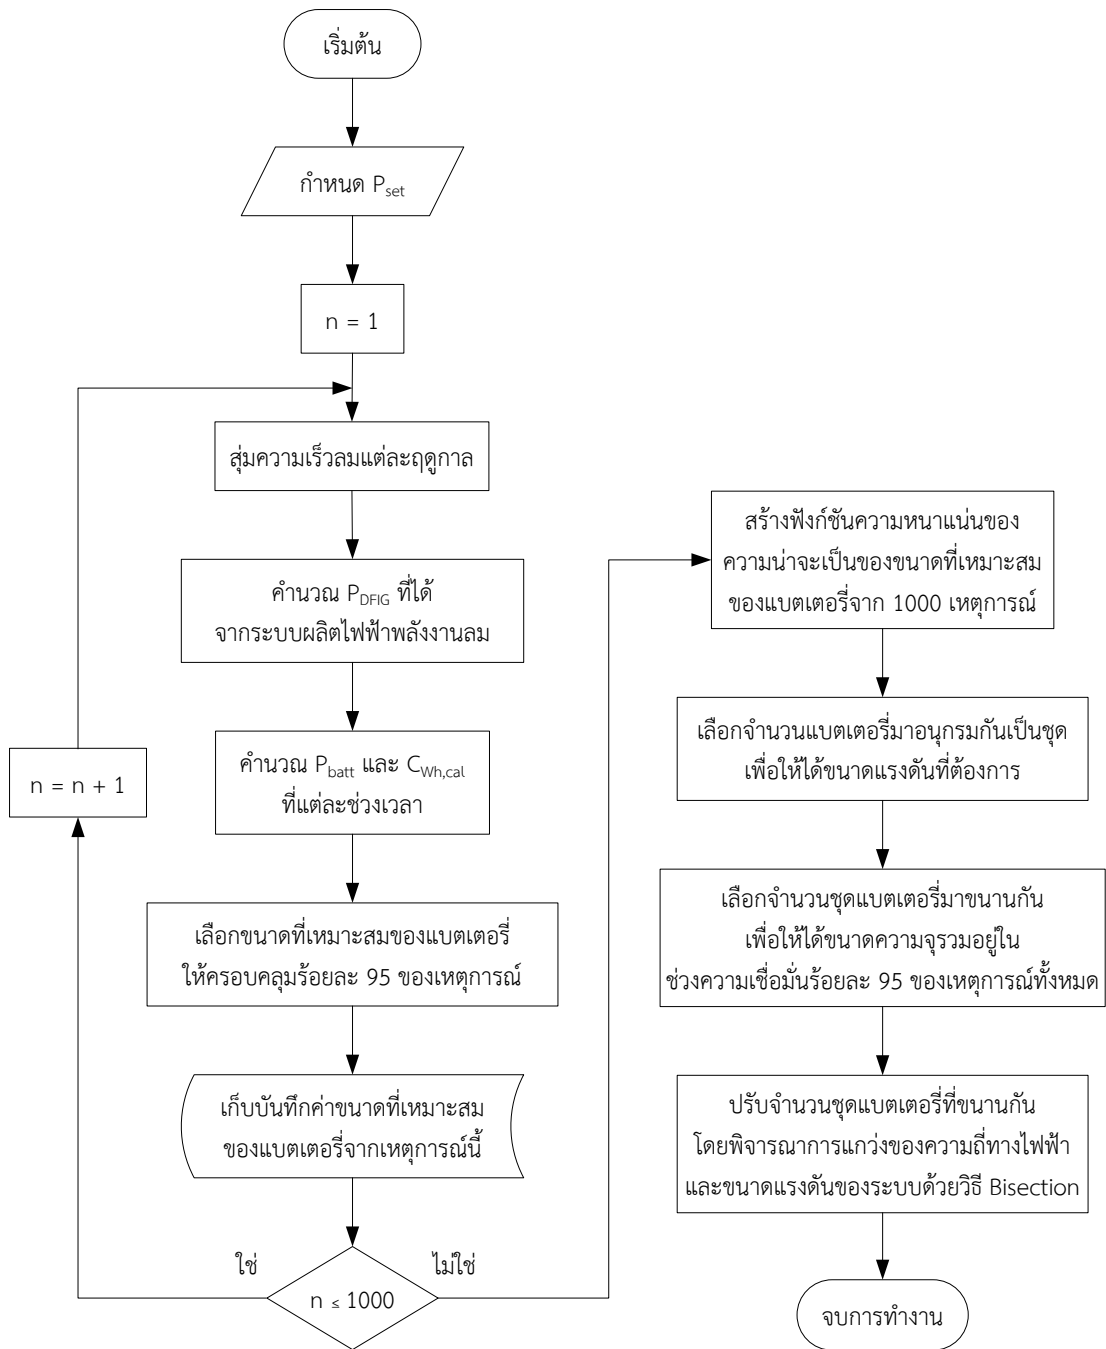 เริ่มต้น
กำหนด P_set
n = 1
สุ่มความเร็วลมแต่ละฤดูกาล
คำนวณ P_DFIG ที่ได้
จากระบบผลิตไฟฟ้าพลังงานลม
คำนวณ P_batt และ C_Wh,cal
ที่แต่ละช่วงเวลา
n = n + 1
เลือกขนาดที่เหมาะสมของแบตเตอรี่
ให้ครอบคลุมร้อยละ 95 ของเหตุการณ์
เก็บบันทึกค่าขนาดที่เหมาะสม
ของแบตเตอรี่จากเหตุการณ์นี้
ใช่
ไม่ใช่
n ≤ 1000
สร้างฟังก์ชันความหนาแน่นของ
ความน่าจะเป็นของขนาดที่เหมาะสม
ของแบตเตอรี่จาก 1000 เหตุการณ์
เลือกจำนวนแบตเตอรี่มาอนุกรมกันเป็นชุด
เพื่อให้ได้ขนาดแรงดันที่ต้องการ
เลือกจำนวนชุดแบตเตอรี่มาขนานกัน
เพื่อให้ได้ขนาดความจุรวมอยู่ใน
ช่วงความเชื่อมั่นร้อยละ 95 ของเหตุการณ์ทั้งหมด
ปรับจำนวนชุดแบตเตอรี่ที่ขนานกัน
โดยพิจารณาการแกว่งของความถี่ทางไฟฟ้า
และขนาดแรงดันของระบบด้วยวิธี Bisection
จบการทำงาน